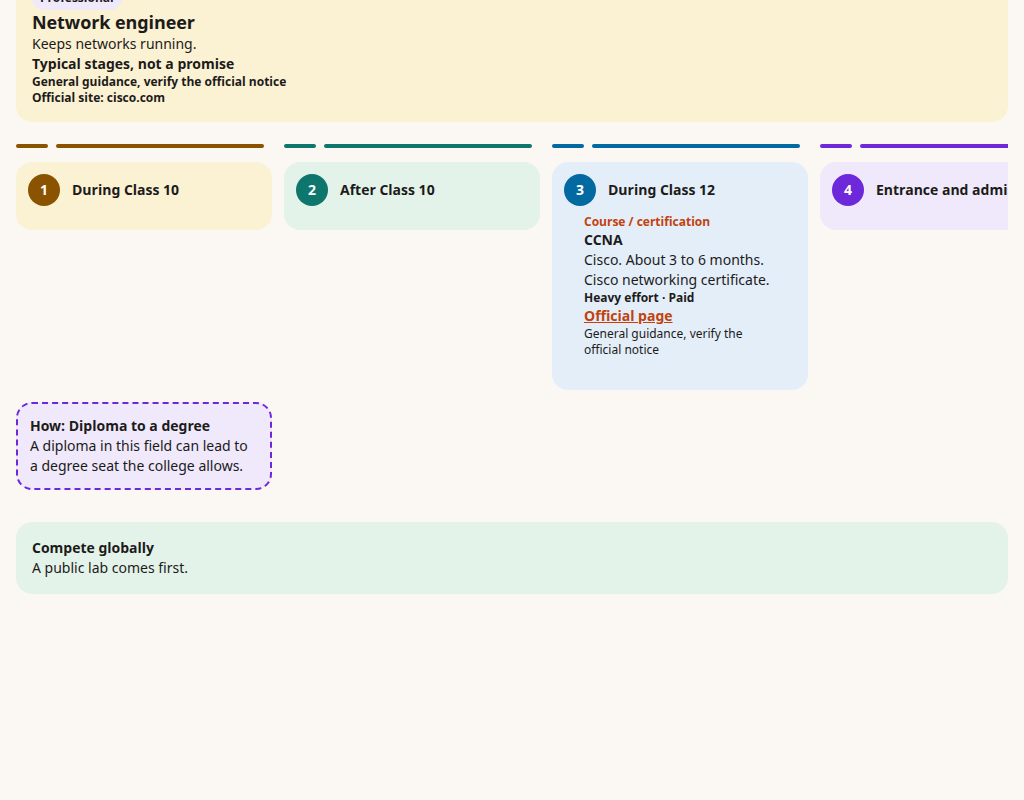 Network engineer
Keeps networks running.
Typical stages, not a promise
General guidance, verify the official notice
Official site: cisco.com
1 During Class 10
2 After Class 10
3 During Class 12
Course / certification
CCNA
Cisco. About 3 to 6 months.
Cisco networking certificate.
Heavy effort · Paid
Official page
General guidance, verify the
official notice
4 Entrance and admi
How: Diploma to a degree
A diploma in this field can lead to
a degree seat the college allows.
Compete globally
A public lab comes first.